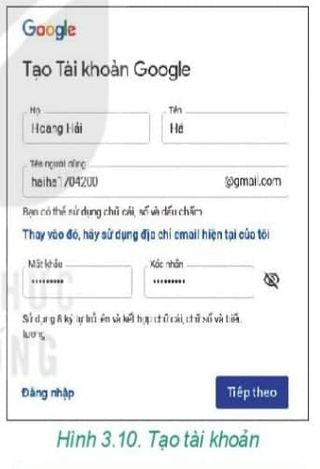 Google
Tạo Tài khoản Google
Họ Tên
Hoang Hải Hà
Tên người dùng
@gmail.com
Bạn có thể sử dụng chữ cái, số và dấu chấm
Thay vào đó, hãy sử dụng địa chỉ email hiện tại của tôi
Mật khẩu Xác nhận
Sử dụng 8 ký tự trở lên và kết hợp chữ cái, chữ số và biểu
tượng
Đăng nhập Tiếp theo
Hình 3.10. Tạo tài khoản